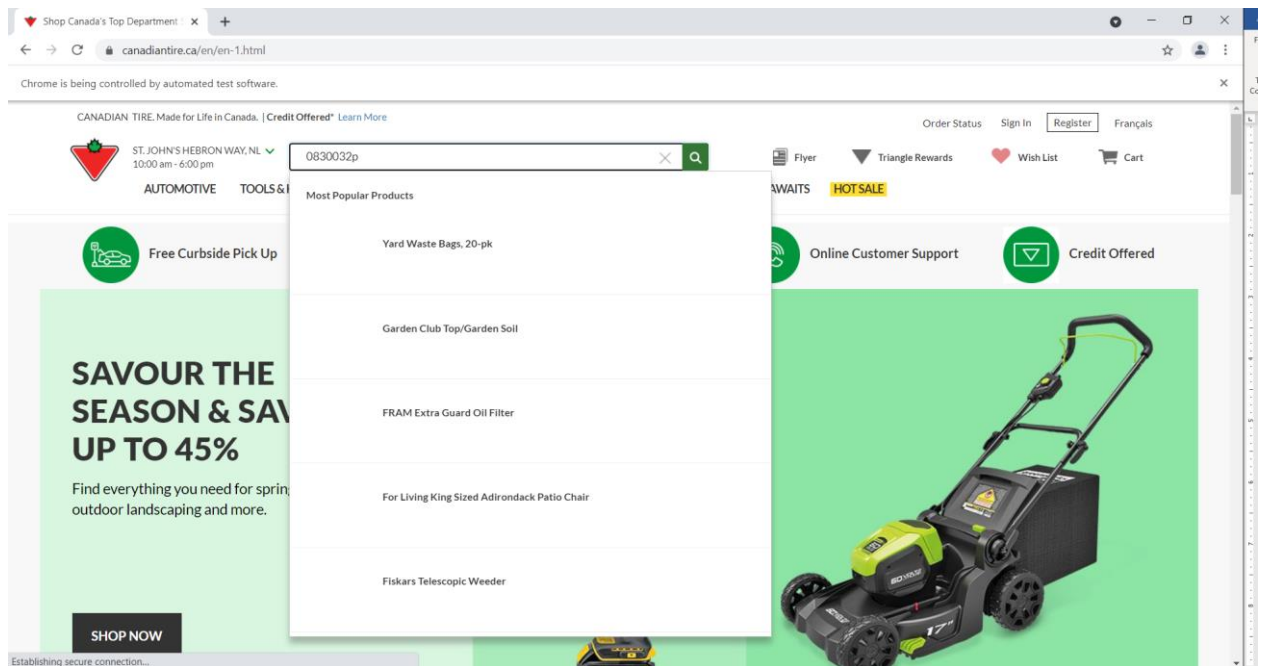 Shop Canada's Top Department
canadiantire.ca/en/en-1.html
Chrome is being controlled by automated test software.
CANADIAN TIRE. Made for Life in Canada. | Credit Offered* Learn More
Order Status Sign In Register Français
ST. JOHN'S HEBRON WAY, NL
10:00 am - 6:00 pm
0830032p
Flyer Triangle Rewards Wish List Cart
AUTOMOTIVE TOOLS & AWAITS HOT SALE
Most Popular Products
Yard Waste Bags, 20-pk
Free Curbside Pick Up
Online Customer Support
Credit Offered
Garden Club Top/Garden Soil
FRAM Extra Guard Oil Filter
For Living King Sized Adirondack Patio Chair
Fiskars Telescopic Weeder
SAVOUR THE
SEASON & SAV
UP TO 45%
Find everything you need for spring
outdoor landscaping and more.
SHOP NOW
17"
Establishing secure connection...